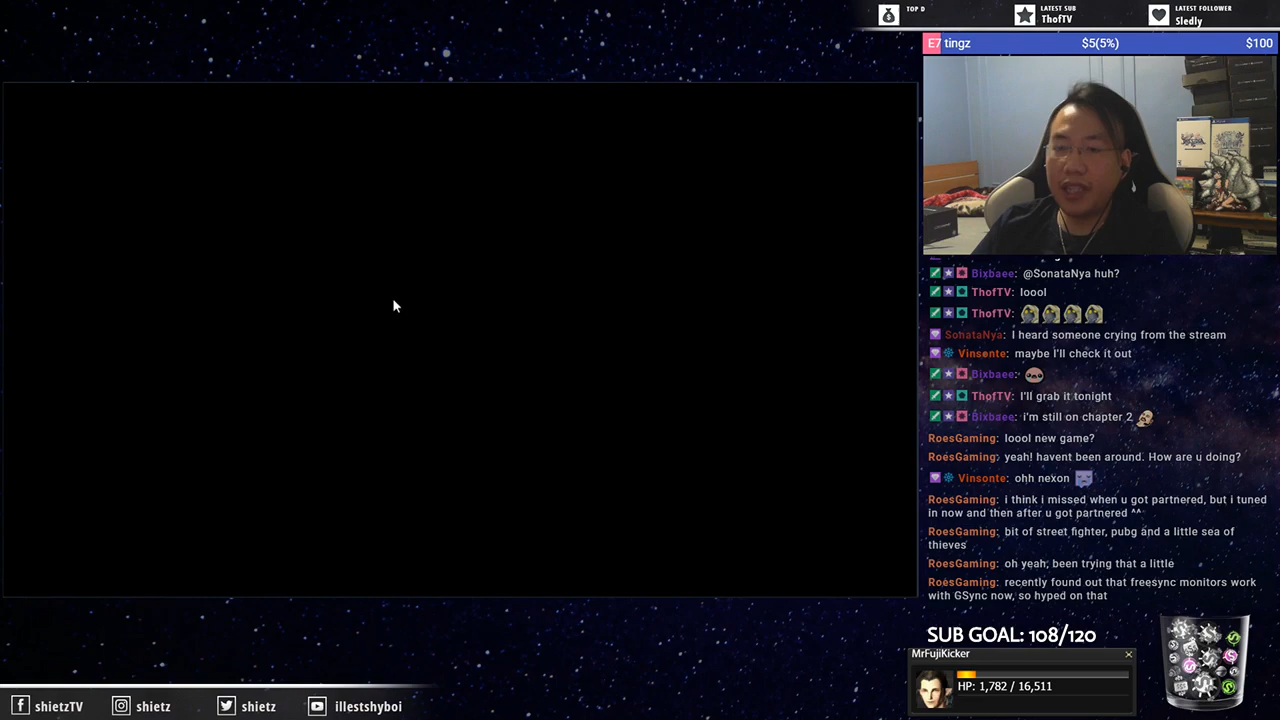 TOP D
LATEST SUB
ThofTV
LATEST FOLLOWER
Sledly
E7 tingz
$5(5%)
$100
Bixbaee: @SonataNya huh?
ThofTV: loool
ThofTV:
SonataNya: I heard someone crying from the stream
Vinsonte: maybe I'll check it out
Bixbaee:
ThofTV: I'll grab it tonight
Bixbaee: i'm still on chapter 2
RoesGaming: loool new game?
RoesGaming: yeah! havent been around. How are u doing?
Vinsonte: ohh nexon
RoesGaming: i think i missed when u got partnered, but i tuned
in now and then after u got partnered ^^
RoesGaming: bit of street fighter, pubg and a little sea of
thieves
RoesGaming: oh yeah, been trying that a little
RoesGaming: recently found out that freesync monitors work
with GSync now, so hyped on that
SUB GOAL: 108/120
MrFujiKicker
HP: 1,782 / 16,511
shietzTV
shietz
shietz
illestshyboi